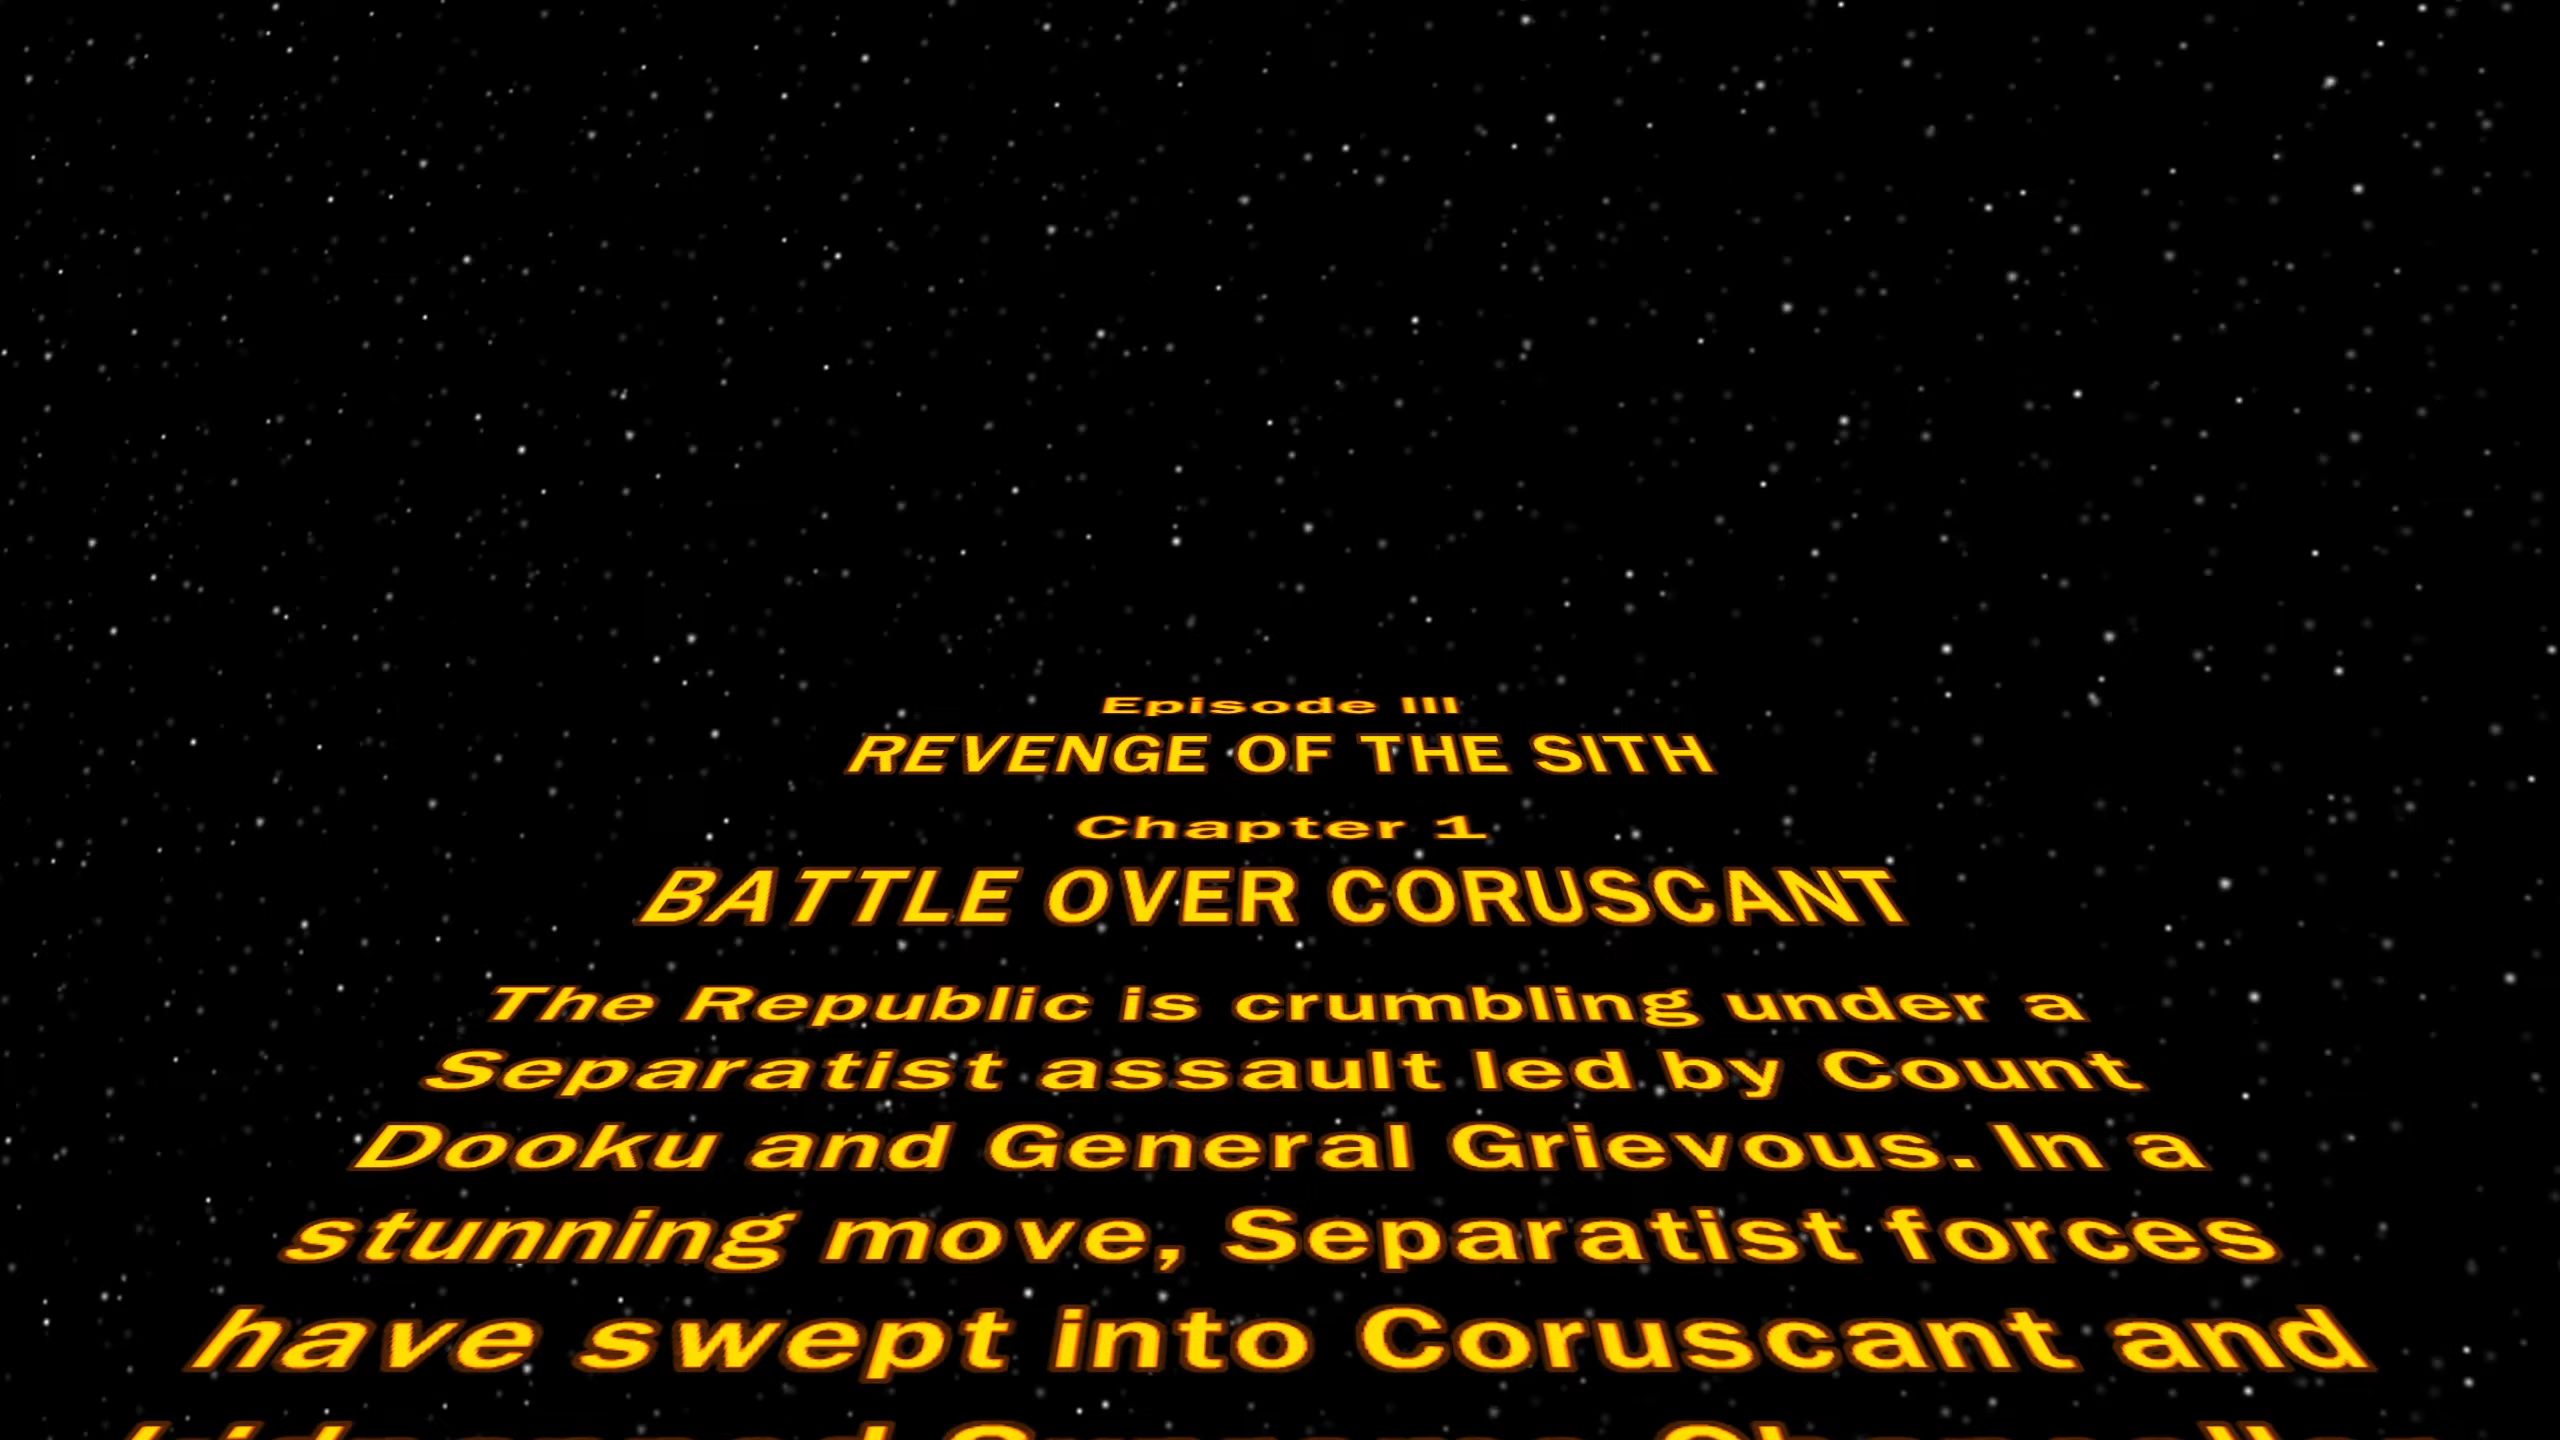 Episode III
REVENGE OF THE SITH
Chapter 1
BATTLE OVER CORUSCANT
The Republic is crumbling under a
Separatist assault led by Count
Dooku and General Grievous. In a
stunning move, Separatist forces
have swept into Coruscant and